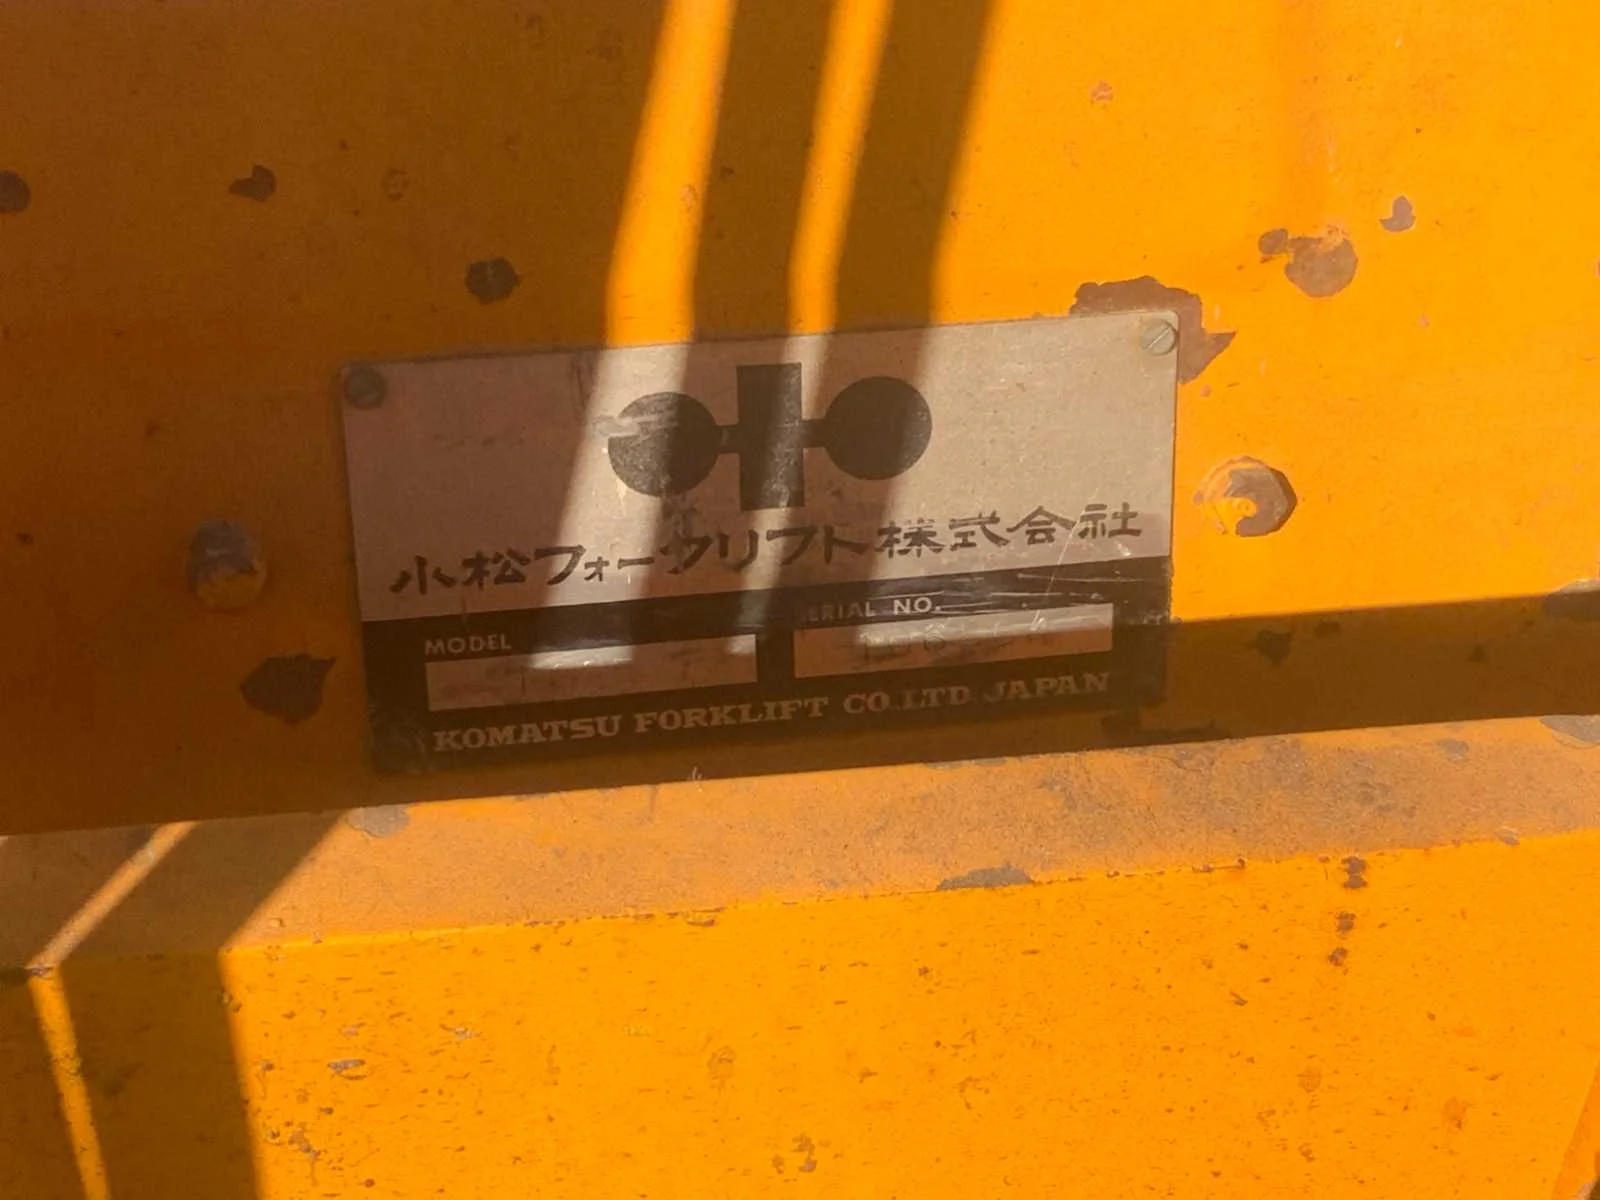 小松フォークリフト株式会社
MODEL SERIAL NO.
KOMATSU FORKLIFT CO.LTD JAPAN